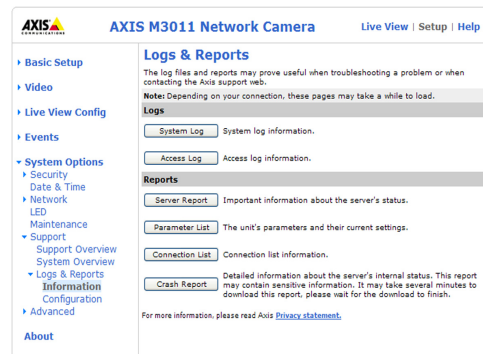 AXIS
COMMUNICATIONS
AXIS M3011 Network Camera
Live View | Setup | Help
Basic Setup
Video
Live View Config
Events
System Options
Security
Date & Time
Network
LED
Maintenance
Support
Support Overview
System Overview
Logs & Reports
Information
Configuration
Advanced
About
Logs & Reports
The log files and reports may prove useful when troubleshooting a problem or when
contacting the Axis support web.
Note: Depending on your connection, these pages may take a while to load.
Logs
System Log System log information.
Access Log Access log information.
Reports
Server Report Important information about the server's status.
Parameter List The unit's parameters and their current settings.
Connection List Connection list information.
Crash Report Detailed information about the server's internal status. This report
may contain sensitive information. It may take several minutes to
download this report, please wait for the download to finish.
For more information, please read Axis Privacy statement.